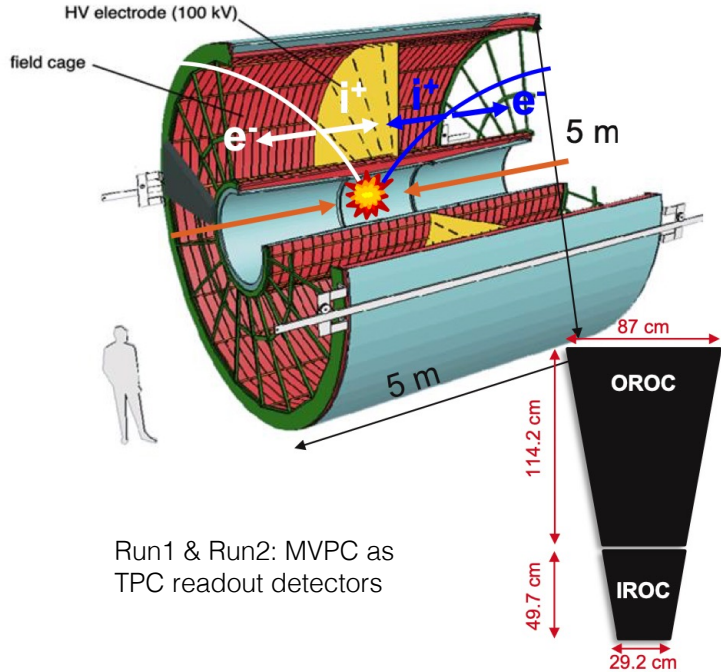 HV electrode (100 kV)
field cage
e- i+ i+ e-
5 m
5 m
87 cm
OROC
114.2 cm
IROC
49.7 cm
29.2 cm
Run1 & Run2: MVPC as
TPC readout detectors